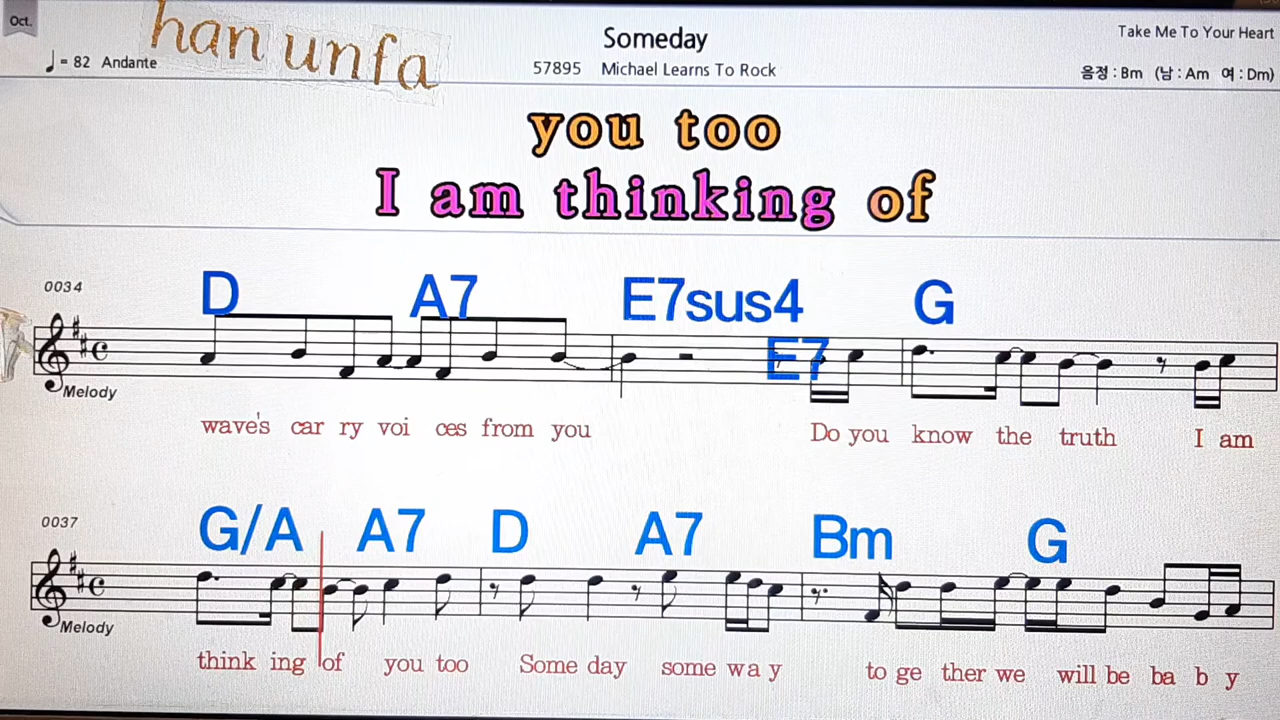 Oct.
han unfa
Someday
Take Me To Your Heart
♩ = 82 Andante
57895 Michael Learns To Rock
음정 : Bm (남 : Am 여 : Dm)
you too
I am thinking of
0034
D A7 E7sus4 G
E7
Melody
wave's car ry voi ces from you Do you know the truth I am
0037
G/A A7 D A7 Bm G
Melody
think ing of you too Some day some wa y to ge ther we will be ba b y